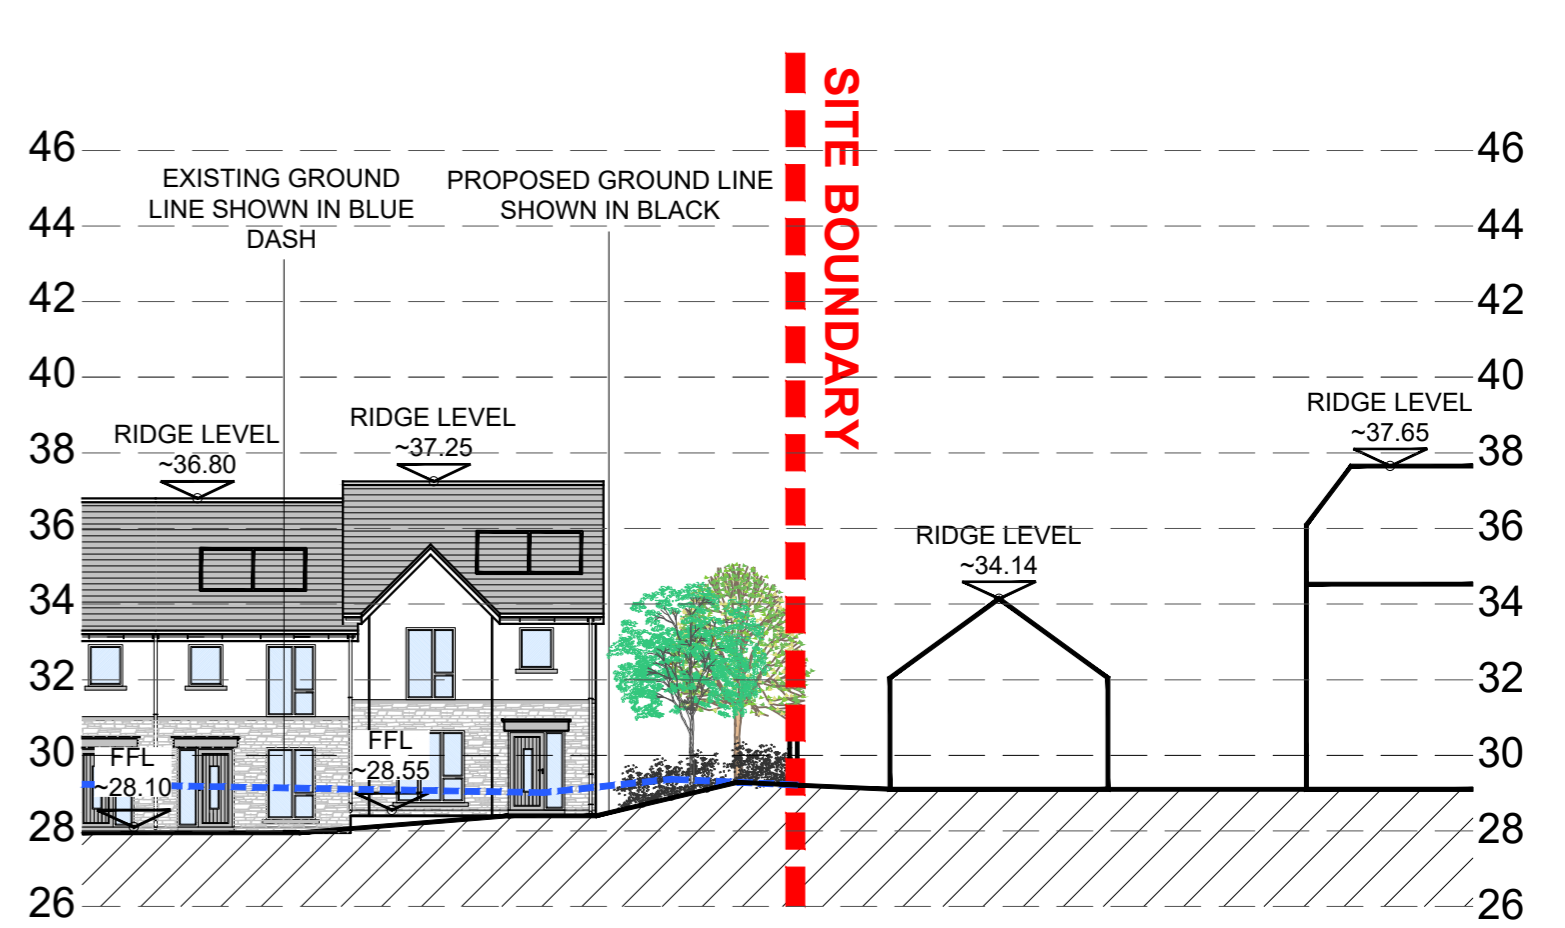 SITE BOUNDARY
46
46
EXISTING GROUND
LINE SHOWN IN BLUE
DASH
PROPOSED GROUND LINE
SHOWN IN BLACK
44
44
42
42
40
40
RIDGE LEVEL
~36.80
RIDGE LEVEL
~37.25
RIDGE LEVEL
~37.65
38
38
36
36
RIDGE LEVEL
~34.14
34
34
32
32
30
30
FFL
~28.10
FFL
~28.55
28
28
26
26